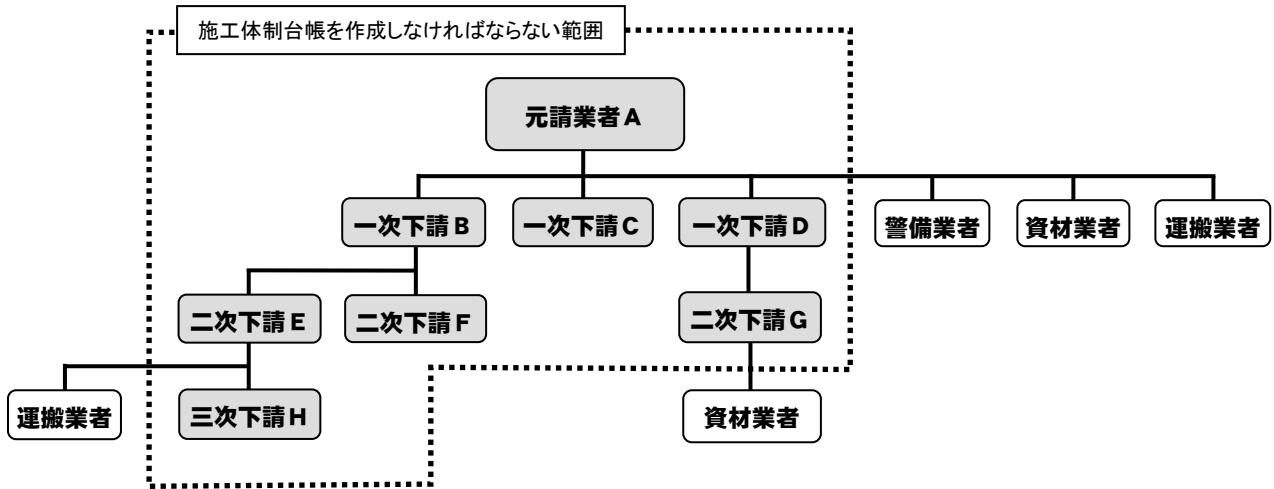 施工体制台帳を作成しなければならない範囲
元請業者A
一次下請B
一次下請C
一次下請D
警備業者
資材業者
運搬業者
二次下請E
二次下請F
二次下請G
運搬業者
三次下請H
資材業者